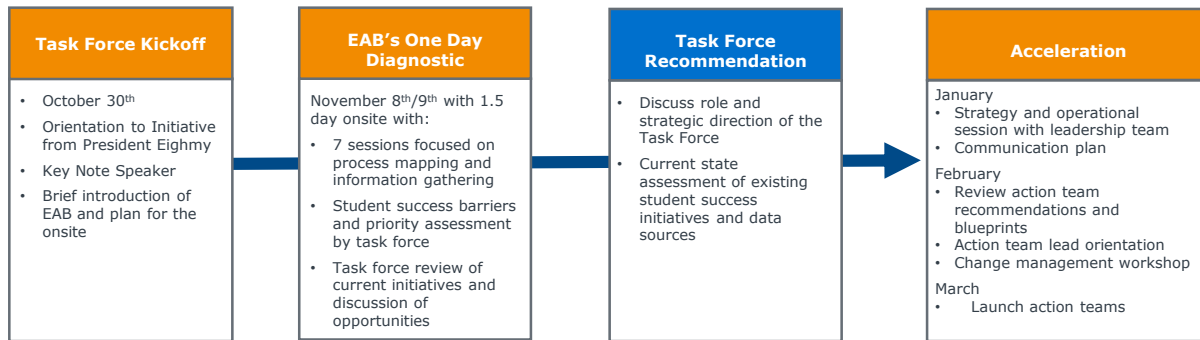 Task Force Kickoff
• October 30th
• Orientation to Initiative
from President Eighmy
• Key Note Speaker
• Brief introduction of
EAB and plan for the
onsite
EAB's One Day
Diagnostic
November 8th/9th with 1.5
day onsite with:
• 7 sessions focused on
process mapping and
information gathering
• Student success barriers
and priority assessment
by task force
• Task force review of
current initiatives and
discussion of
opportunities
Task Force
Recommendation
• Discuss role and
strategic direction of the
Task Force
• Current state
assessment of existing
student success
initiatives and data
sources
Acceleration
January
• Strategy and operational
session with leadership team
• Communication plan
February
• Review action team
recommendations and
blueprints
• Action team lead orientation
• Change management workshop
March
• Launch action teams